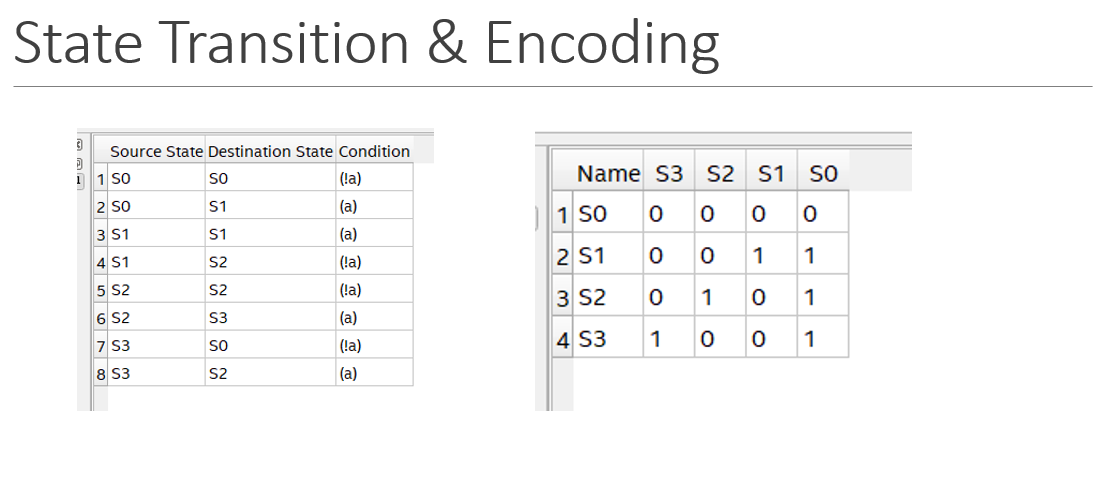 State Transition & Encoding
Source State Destination State Condition
1 S0 S0 (!a)
2 S0 S1 (a)
3 S1 S1 (a)
4 S1 S2 (!a)
5 S2 S2 (!a)
6 S2 S3 (a)
7 S3 S0 (!a)
8 S3 S2 (a)
Name S3 S2 S1 S0
1 S0 0 0 0 0
2 S1 0 0 1 1
3 S2 0 1 0 1
4 S3 1 0 0 1